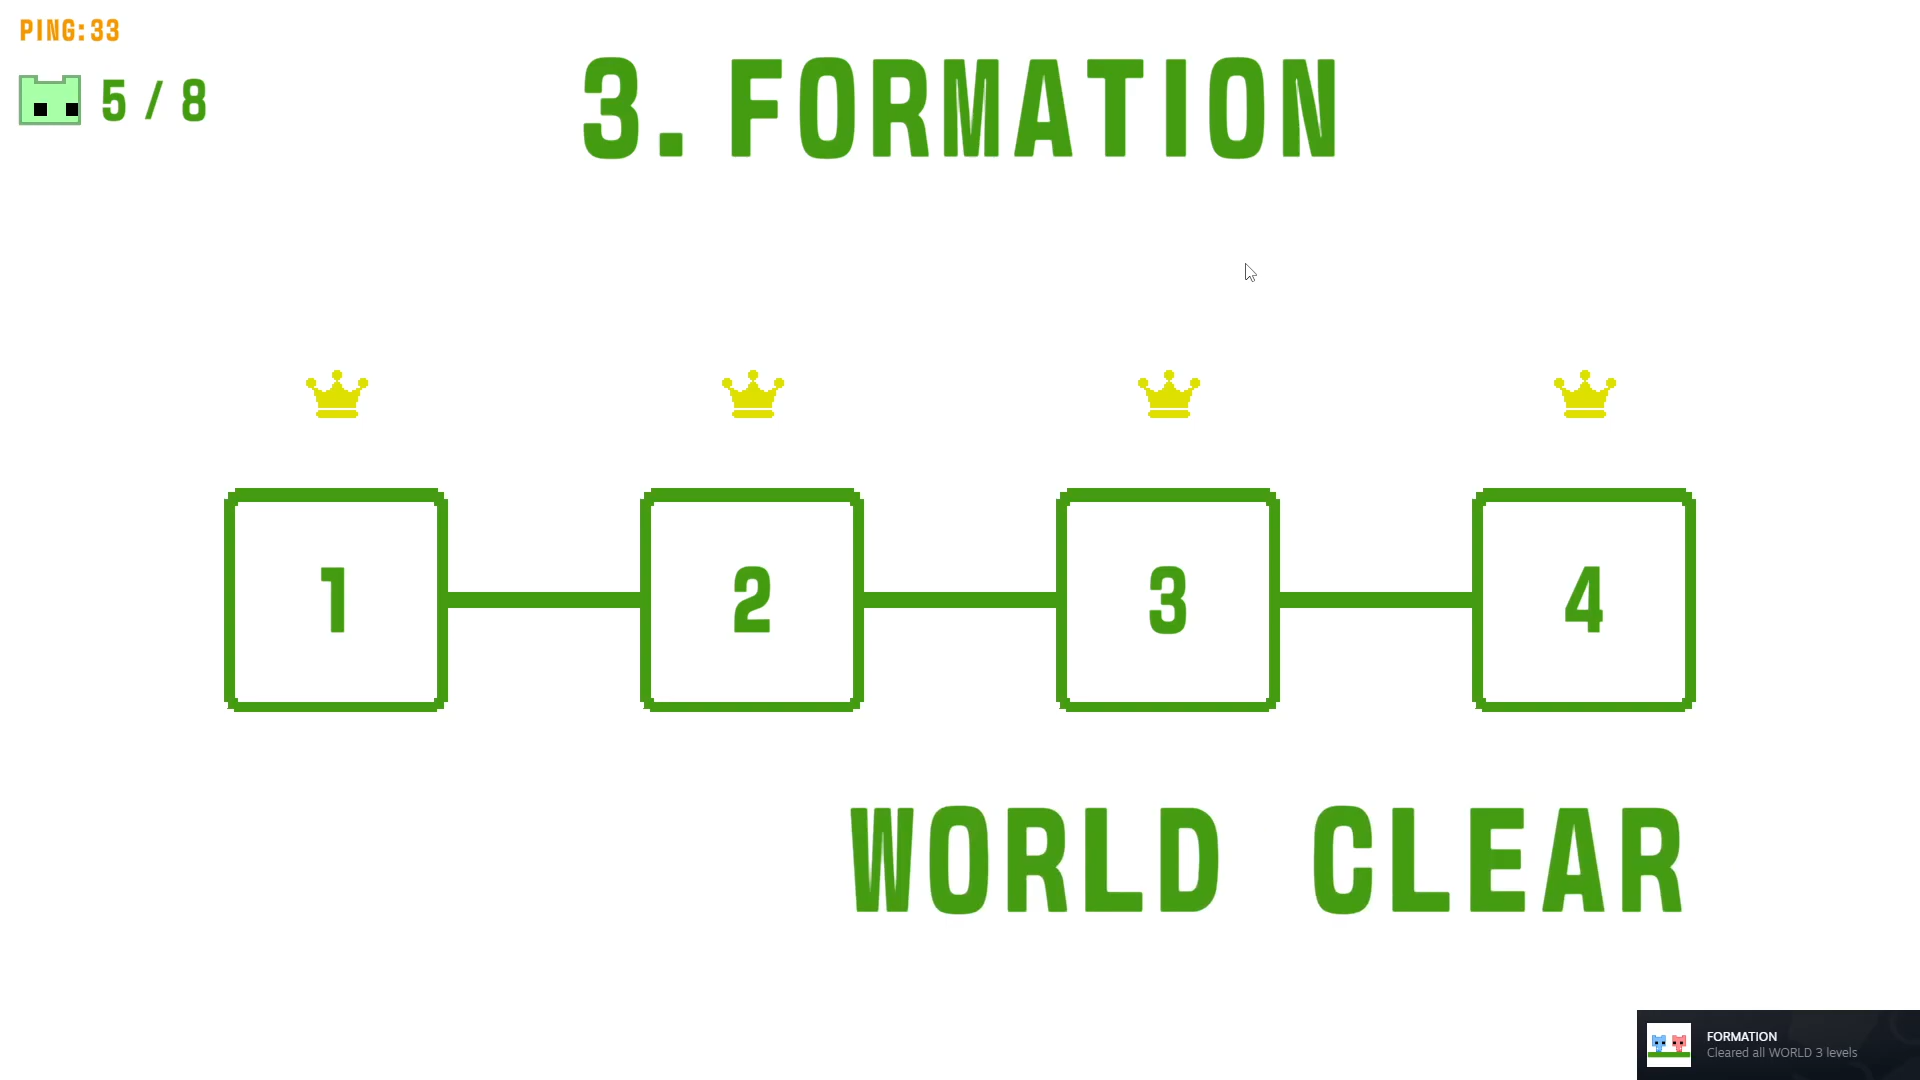 PING:33
5 / 8
3. FORMATION
1
2
3
4
WORLD CLEAR
FORMATION
Cleared all WORLD 3 levels